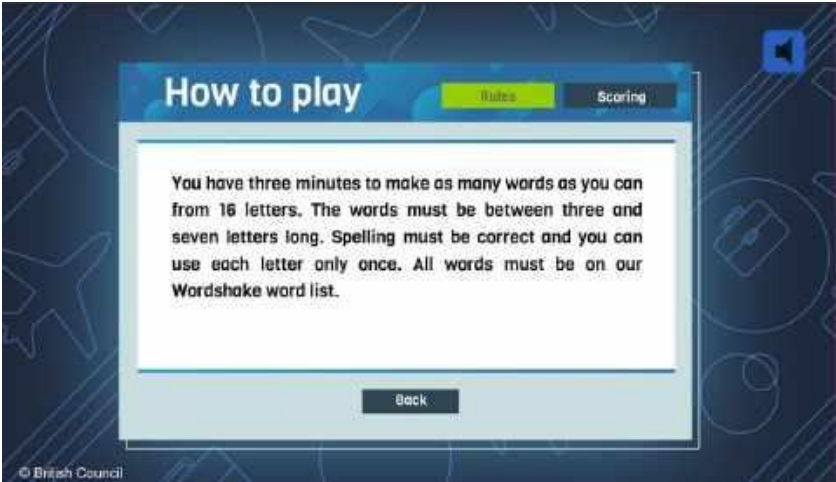 How to play
Rules
Scoring
You have three minutes to make as many words as you can
from 16 letters. The words must be between three and
seven letters long. Spelling must be correct and you can
use each letter only once. All words must be on our
Wordshake word list.
Back
© British Council